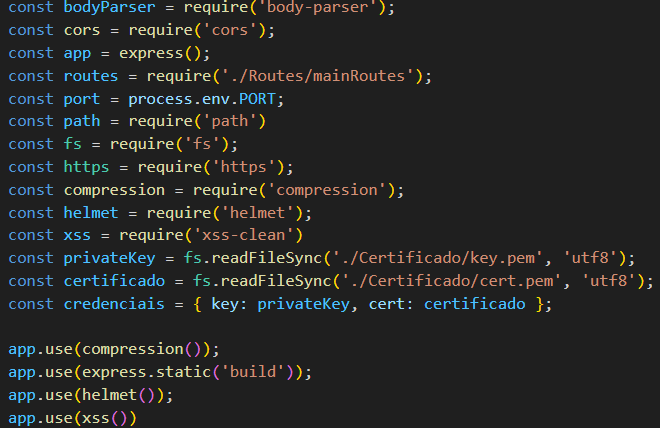 const bodyParser = require('body-parser');
const cors = require('cors');
const app = express();
const routes = require('./Routes/mainRoutes');
const port = process.env.PORT;
const path = require('path')
const fs = require('fs');
const https = require('https');
const compression = require('compression');
const helmet = require('helmet');
const xss = require('xss-clean')
const privateKey = fs.readFileSync('./Certificado/key.pem', 'utf8');
const certificado = fs.readFileSync('./Certificado/cert.pem', 'utf8');
const credenciais = { key: privateKey, cert: certificado };
app.use(compression());
app.use(express.static('build'));
app.use(helmet());
app.use(xss())